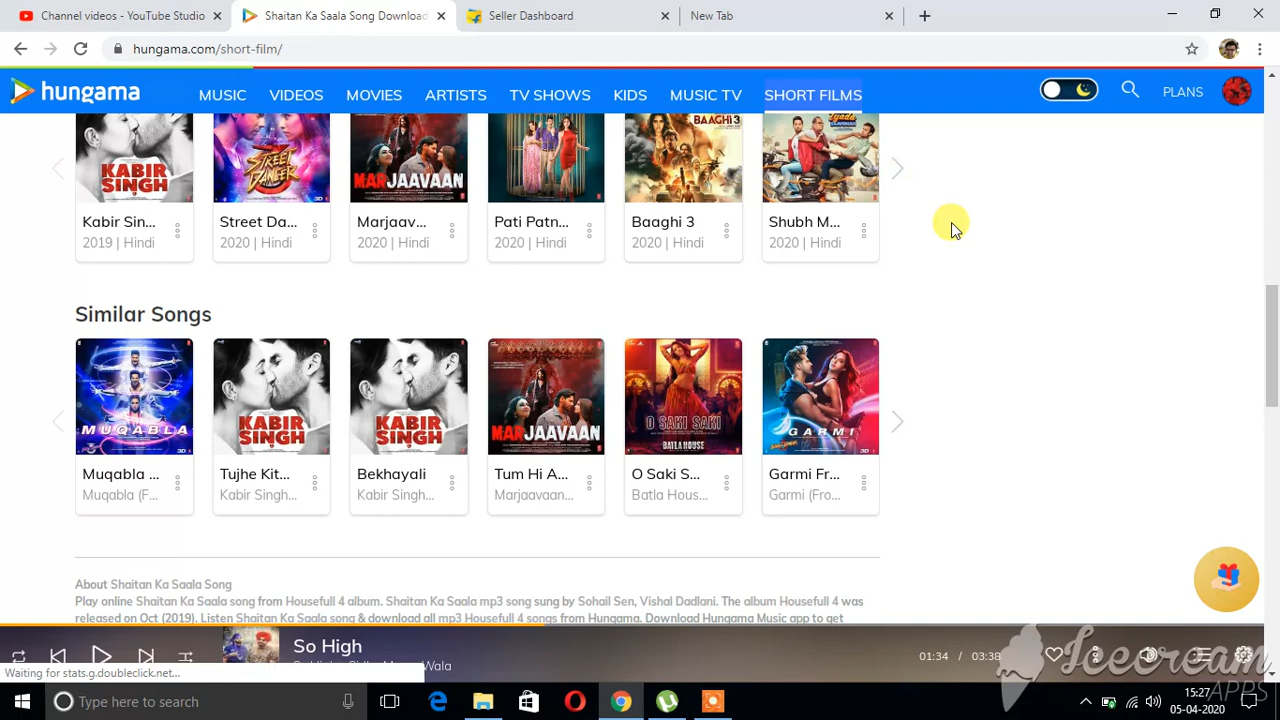 Channel videos - YouTube Studio
Shaitan Ka Saala Song Download
Seller Dashboard
New Tab
hungama.com/short-film/
hungama
MUSIC
VIDEOS
MOVIES
ARTISTS
TV SHOWS
KIDS
MUSIC TV
SHORT FILMS
PLANS
KABIR SINGH
STREET DANCER
3D
MARJAAVAAN
BAAGHI 3
Kabir Sin...
Street Da...
Marjaav...
Pati Patn...
Baaghi 3
Shubh M...
2019 | Hindi
2020 | Hindi
2020 | Hindi
2020 | Hindi
2020 | Hindi
2020 | Hindi
Similar Songs
MUQABLA
3D
KABIR SINGH
KABIR SINGH
MARJAAVAAN
O SAKI SAKI
BATLA HOUSE
GARMI
3D
Muqabla ...
Tujhe Kit...
Bekhayali
Tum Hi A...
O Saki S...
Garmi Fr...
Muqabla (F...
Kabir Singh...
Kabir Singh...
Marjaavaan...
Batla Hous...
Garmi (Fro...
About Shaitan Ka Saala Song
Play online Shaitan Ka Saala song from Housefull 4 album. Shaitan Ka Saala mp3 song sung by Sohail Sen, Vishal Dadlani. The album Housefull 4 was
released on Oct (2019). Listen Shaitan Ka Saala song & download all mp3 Housefull 4 songs from Hungama. Download Hungama Music app to get
So High
Wala
01:34 / 03:38
Icecream
APPS
Waiting for stats.g.doubleclick.net...
Type here to search
15:27
05-04-2020